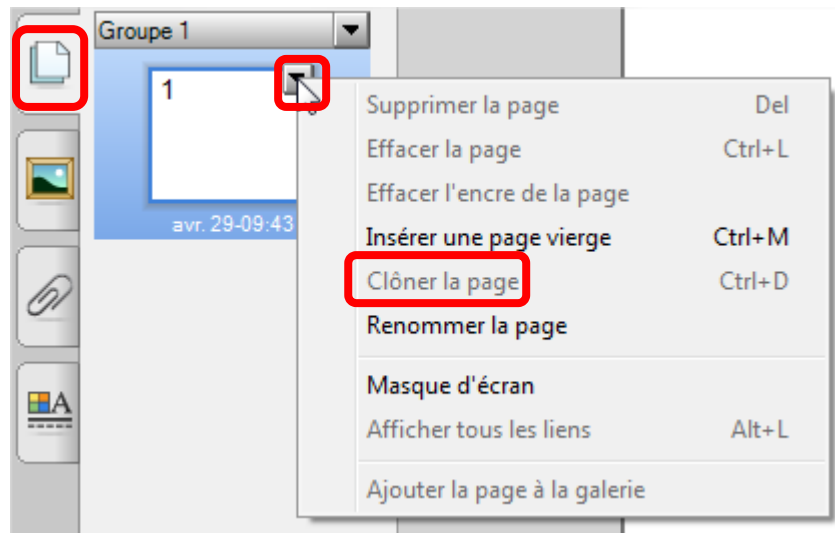 Groupe 1
1
avr. 29-09:43
Supprimer la page Del
Effacer la page Ctrl+L
Effacer l'encre de la page
Insérer une page vierge Ctrl+M
Clôner la page Ctrl+D
Renommer la page
Masque d'écran
Afficher tous les liens Alt+L
Ajouter la page à la galerie
A